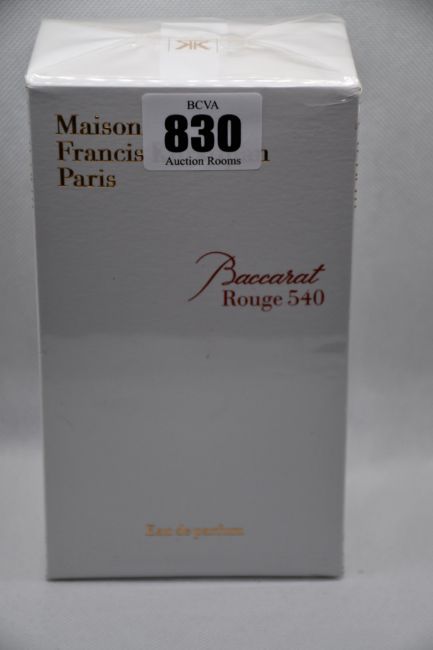 BCVA
830
Auction Rooms
Maison
Francis
Paris
Baccarat
Rouge 540
Eau de parfum